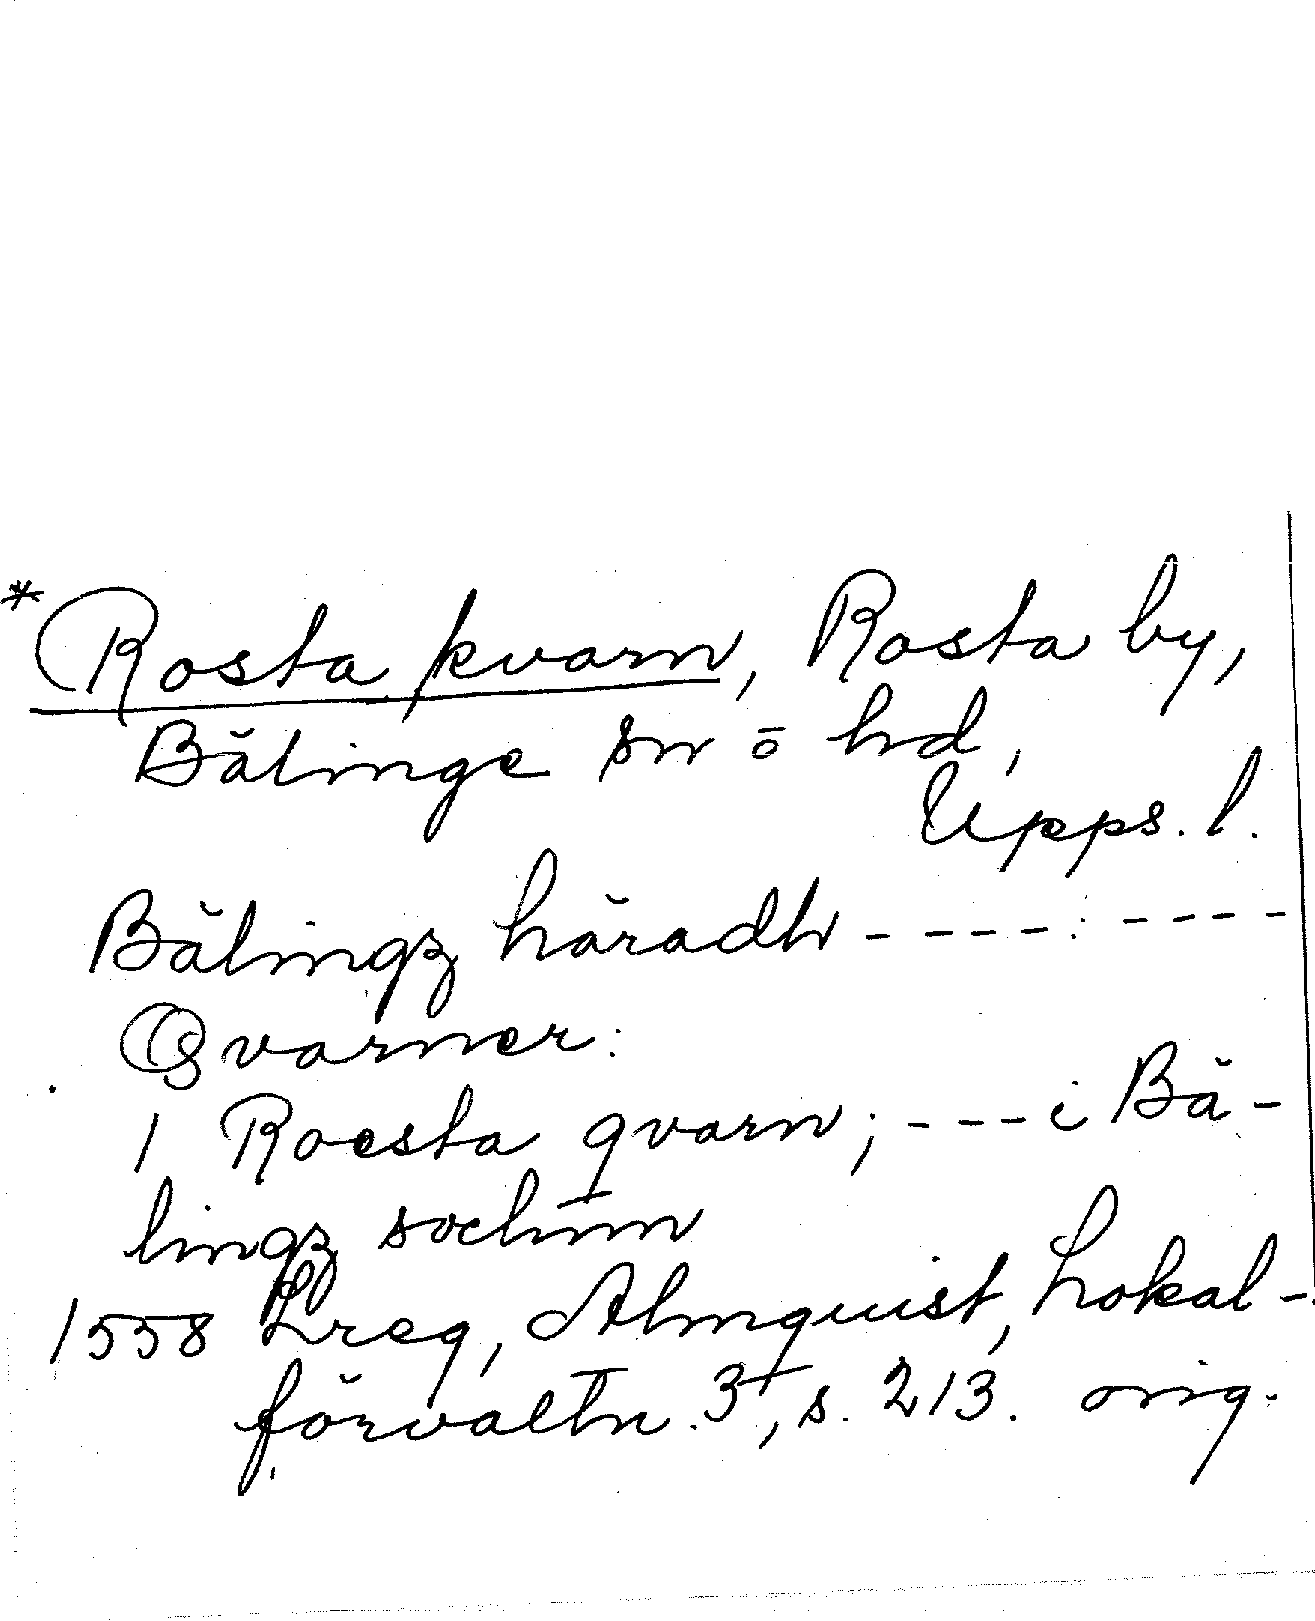 * Rosta kvarn, Rosta by,
Bälinge sn ō hd,
Upps. l.
Bälingz häradh ----: ----
Qvarner:
1 Roesta qvarn; --- i Bä-
lingz sochnn
1558 Lreg, Almquist, Lokal-
förvaltn. 3, s. 213. orig.